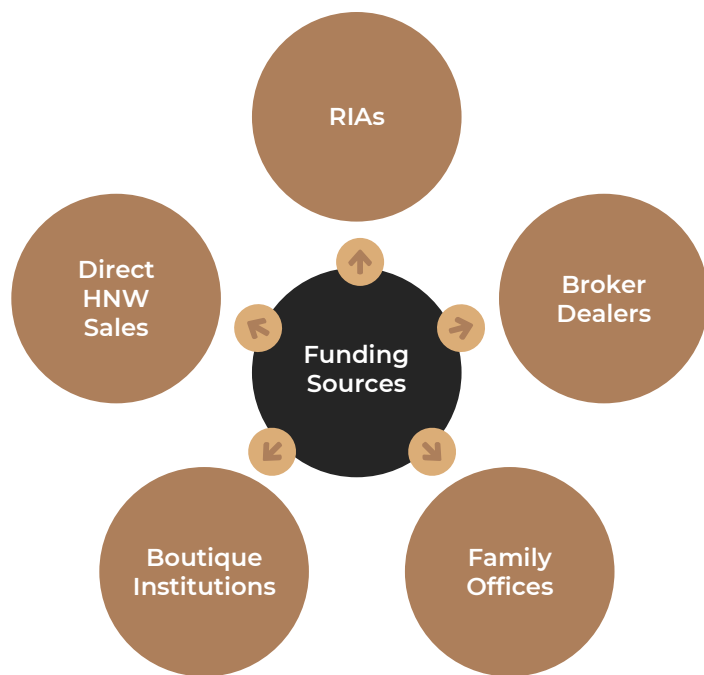 RIAs
Direct
HNW
Sales
Broker
Dealers
Funding
Sources
Boutique
Institutions
Family
Offices